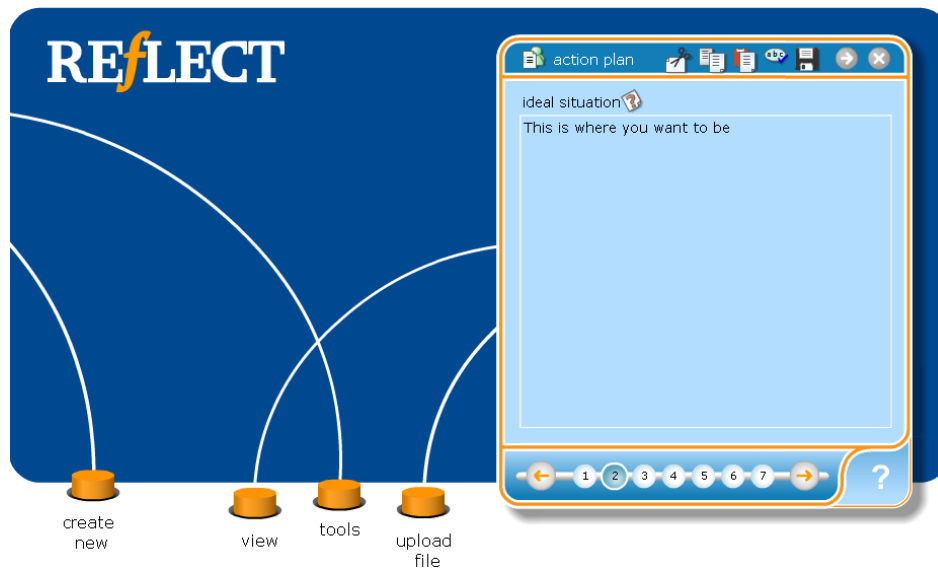 REfLECT
action plan
abc
ideal situation ?
This is where you want to be
1 2 3 4 5 6 7
?
create
new
view
tools
upload
file